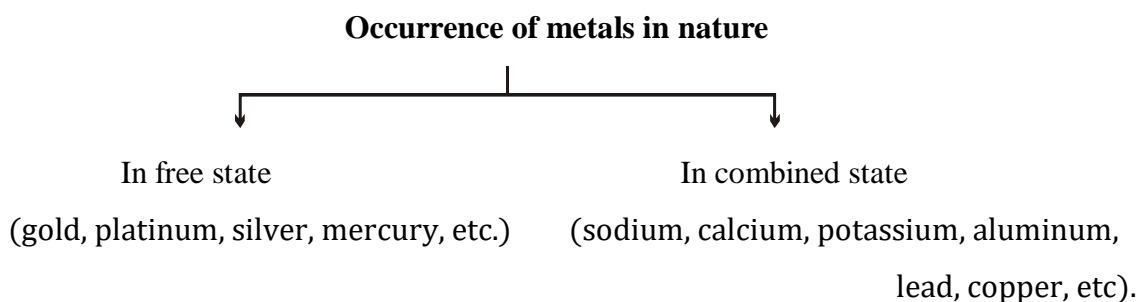 Occurrence of metals in nature
In free state
In combined state
(gold, platinum, silver, mercury, etc.)
(sodium, calcium, potassium, aluminum,
lead, copper, etc).